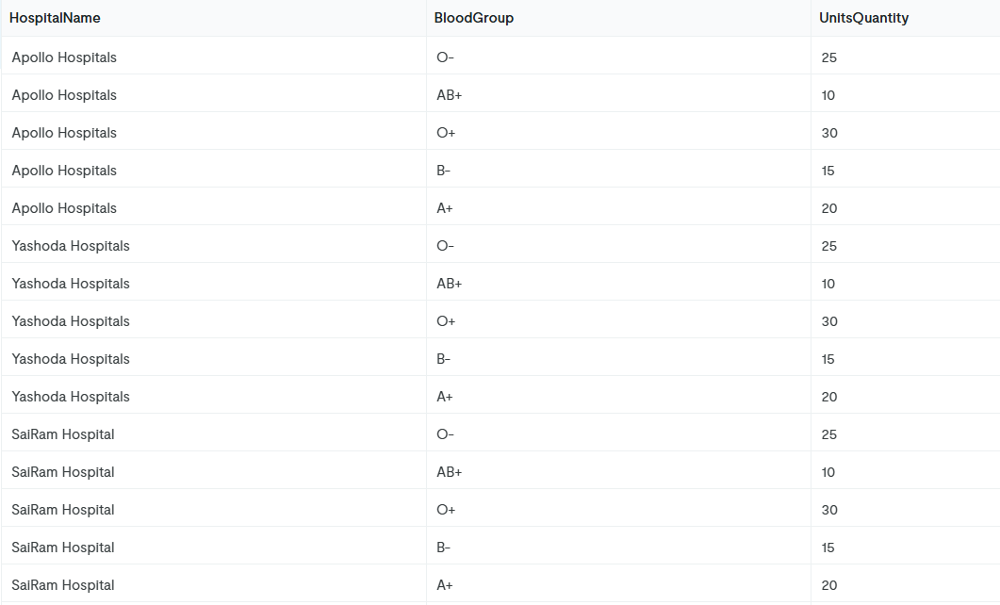 HospitalName BloodGroup UnitsQuantity
Apollo Hospitals O- 25
Apollo Hospitals AB+ 10
Apollo Hospitals O+ 30
Apollo Hospitals B- 15
Apollo Hospitals A+ 20
Yashoda Hospitals O- 25
Yashoda Hospitals AB+ 10
Yashoda Hospitals O+ 30
Yashoda Hospitals B- 15
Yashoda Hospitals A+ 20
SaiRam Hospital O- 25
SaiRam Hospital AB+ 10
SaiRam Hospital O+ 30
SaiRam Hospital B- 15
SaiRam Hospital A+ 20